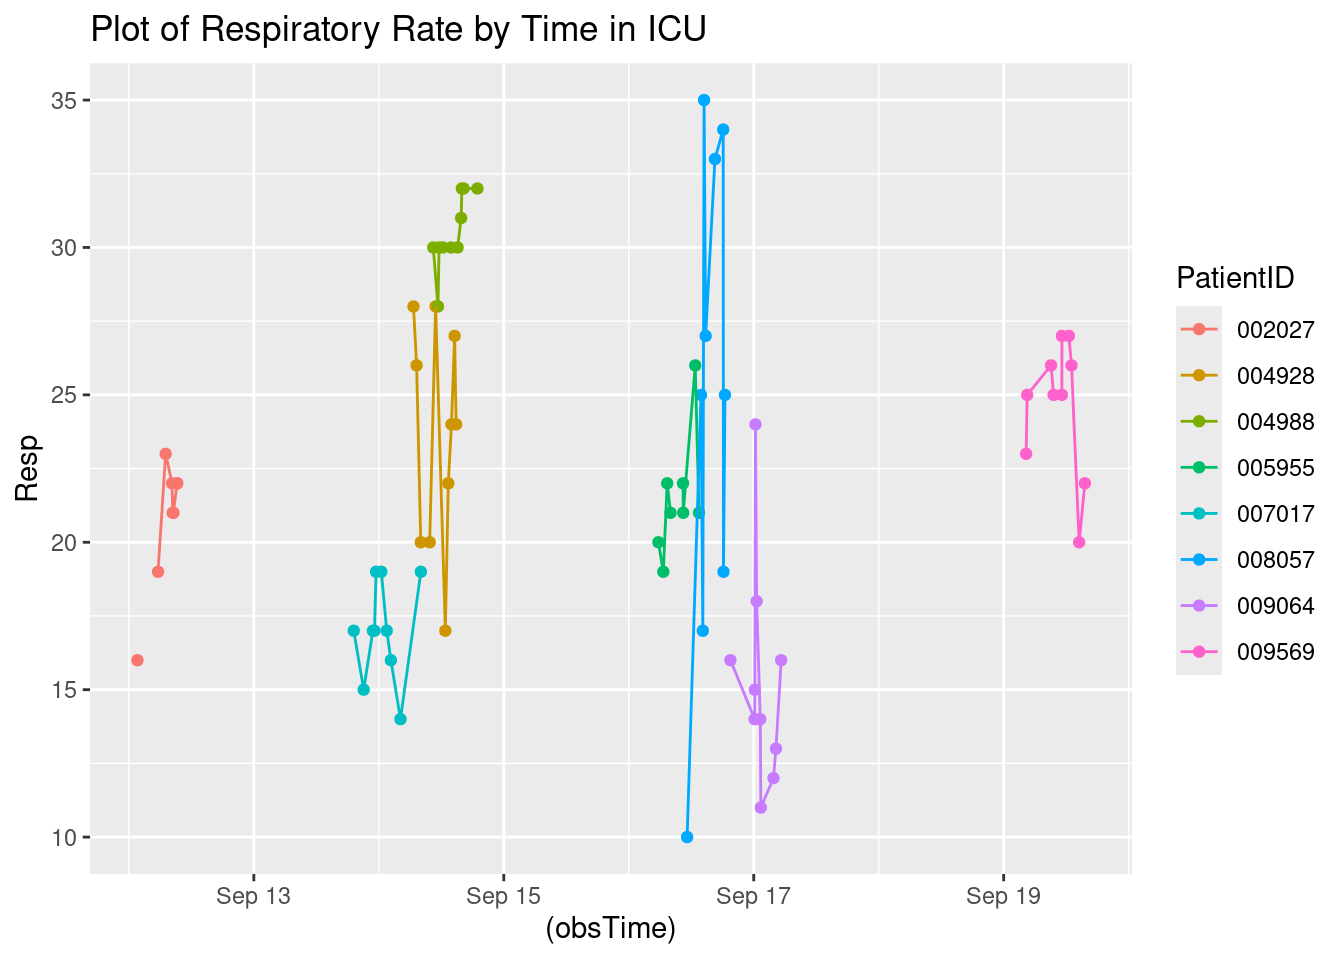 Plot of Respiratory Rate by Time in ICU
35
30
25
20
15
10
Resp
Sep 13
Sep 15
Sep 17
Sep 19
(obsTime)
PatientID
002027
004928
004988
005955
007017
008057
009064
009569